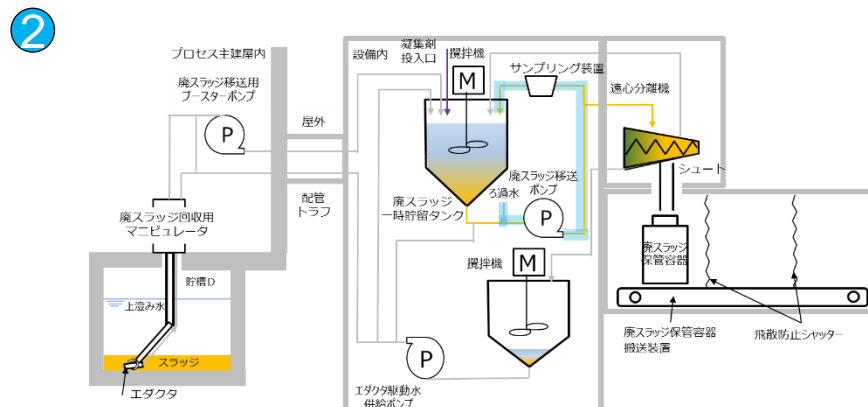 2
プロセス主建屋内
廃スラッジ移送用
ブースターポンプ
P
屋外
配管
トラフ
廃スラッジ回収用
マニピュレータ
貯槽D
上澄み水
スラッジ
エダクタ
設備内
凝集剤
投入口
攪拌機
M
サンプリング装置
遠心分離機
シュート
廃スラッジ移送
ポンプ
ろ過水
P
廃スラッジ
一時貯留タンク
攪拌機
M
P
エダクタ駆動水
供給ポンプ
廃スラッジ
保管容器
廃スラッジ保管容器
搬送装置
飛散防止シャッター